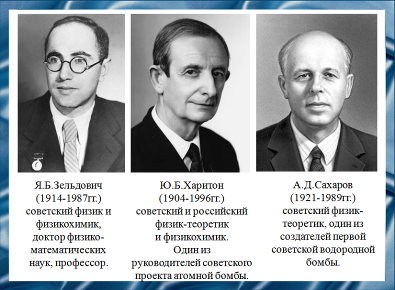 Я.Б.Зельдович
(1914-1987гг.)
советский физик и
физикохимик,
доктор физико-
математических
наук, профессор.
Ю.Б.Харитон
(1904-1996гг.)
советский и российский
физик-теоретик
и физикохимик.
Один из
руководителей советского
проекта атомной бомбы.
А.Д.Сахаров
(1921-1989гг.)
советский физик-
теоретик, один из
создателей первой
советской водородной
бомбы.